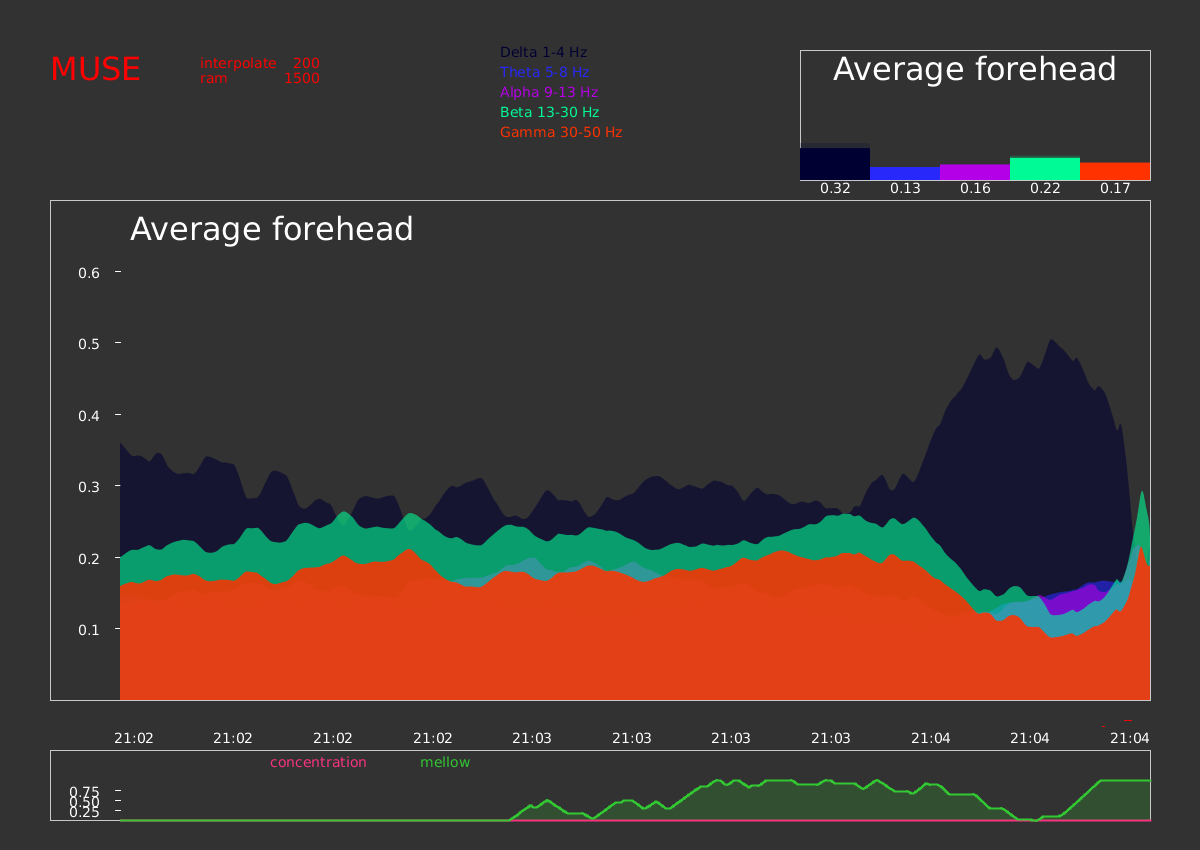 MUSE
interpolate 200
ram 1500
Delta 1-4 Hz
Theta 5-8 Hz
Alpha 9-13 Hz
Beta 13-30 Hz
Gamma 30-50 Hz
Average forehead
0.32 0.13 0.16 0.22 0.17
Average forehead
0.6
0.5
0.4
0.3
0.2
0.1
21:02 21:02 21:02 21:02 21:03 21:03 21:03 21:03 21:04 21:04 21:04
concentration mellow
0.75
0.50
0.25